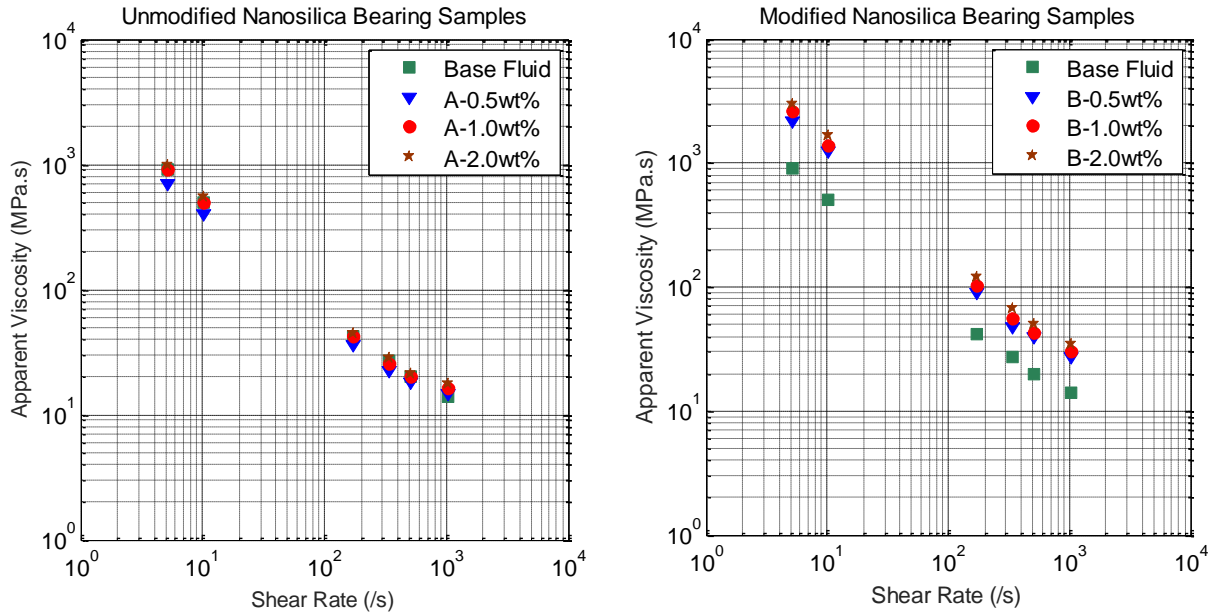 Unmodified Nanosilica Bearing Samples
10^4
10^3
10^2
10^1
10^0
Apparent Viscosity (MPa.s)
Base Fluid
A-0.5wt%
A-1.0wt%
A-2.0wt%
10^0 10^1 10^2 10^3 10^4
Shear Rate (/s)
Modified Nanosilica Bearing Samples
10^4
10^3
10^2
10^1
10^0
Apparent Viscosity (MPa.s)
Base Fluid
B-0.5wt%
B-1.0wt%
B-2.0wt%
10^0 10^1 10^2 10^3 10^4
Shear Rate (/s)